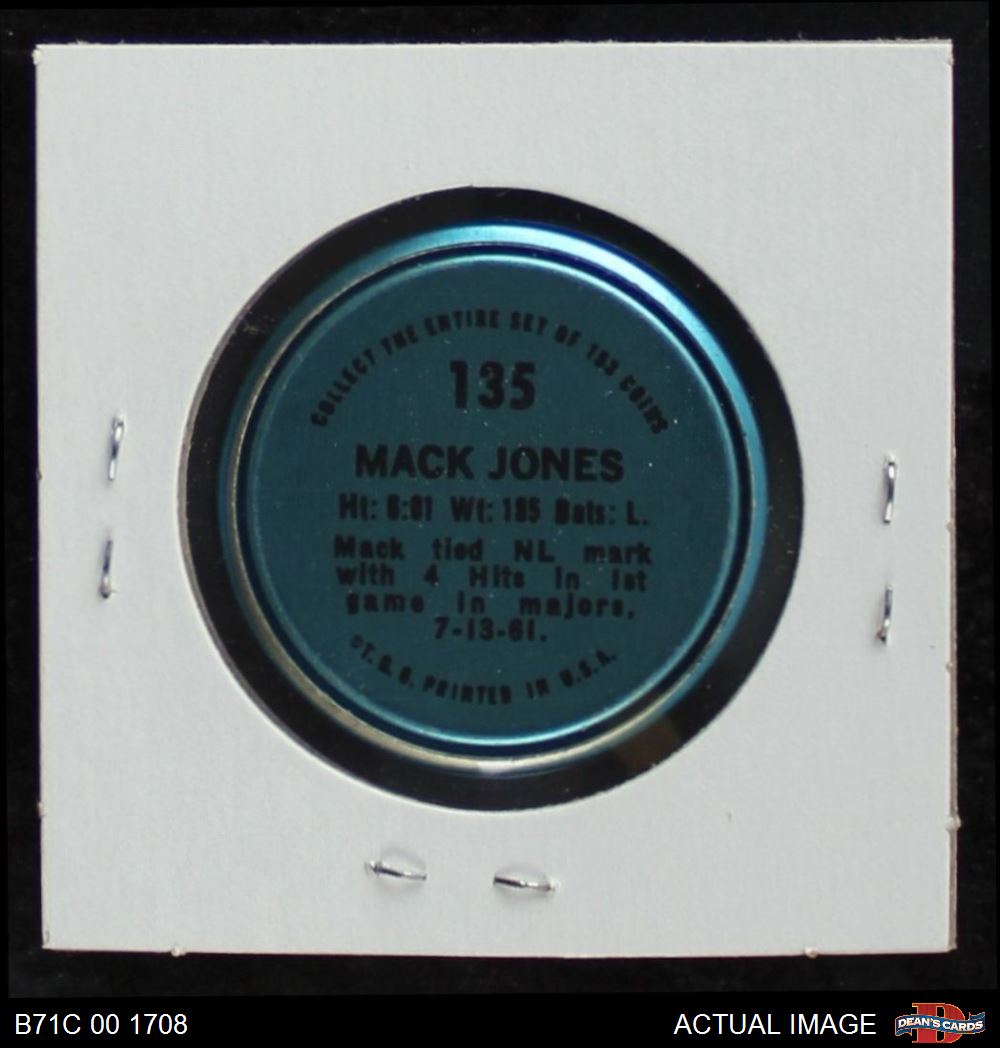 COLLECT THE ENTIRE SET OF 153 COINS
135
MACK JONES
Ht: 6:01 Wt: 195 Bats: L.
Mack tied NL mark
with 4 Hits in 1st
game in majors,
7-13-61.
©T. C. G. PRINTED IN U.S.A.
B71C 00 1708
ACTUAL IMAGE
D
DEAN'S CARDS